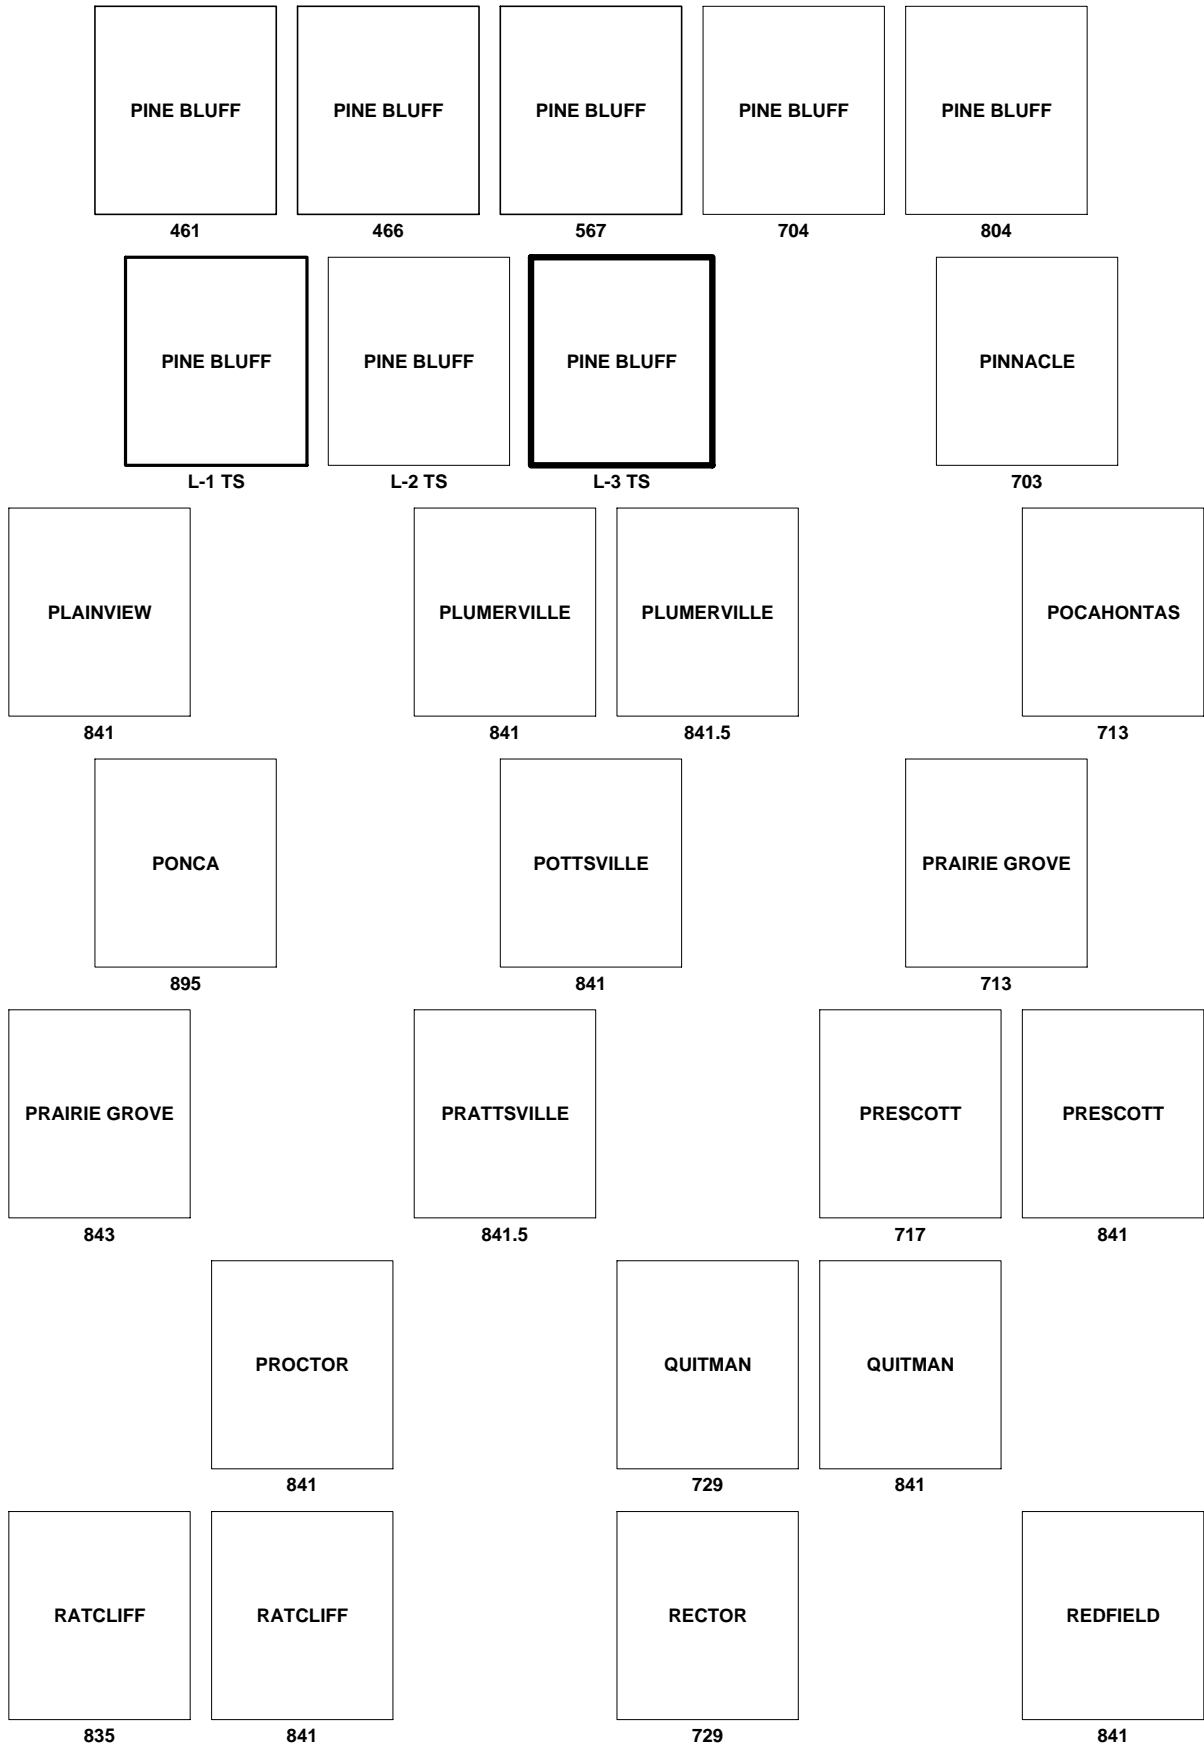 PINE BLUFF PINE BLUFF PINE BLUFF PINE BLUFF PINE BLUFF
461 466 567 704 804
PINE BLUFF PINE BLUFF PINE BLUFF PINNACLE
L-1 TS L-2 TS L-3 TS 703
PLAINVIEW PLUMERVILLE PLUMERVILLE POCAHONTAS
841 841 841.5 713
PONCA POTTSVILLE PRAIRIE GROVE
895 841 713
PRAIRIE GROVE PRATTSVILLE PRESCOTT PRESCOTT
843 841.5 717 841
PROCTOR QUITMAN QUITMAN
841 729 841
RATCLIFF RATCLIFF RECTOR REDFIELD
835 841 729 841